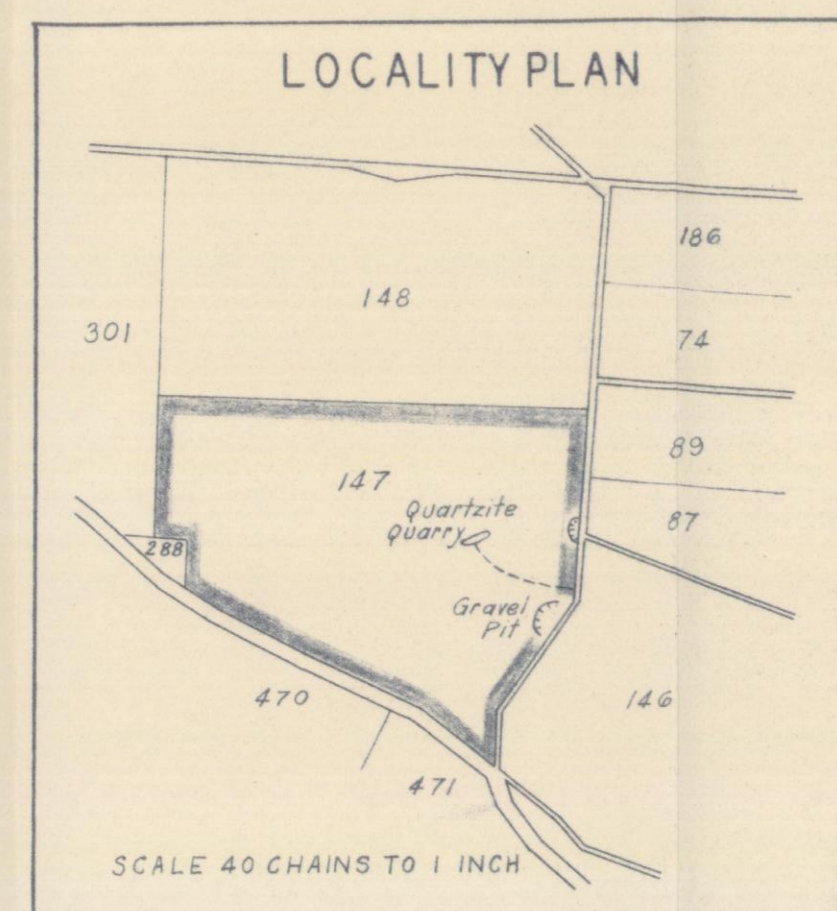 LOCALITY PLAN
186
148
301
74
89
147
Quartzite
Quarry
87
288
Gravel
Pit
470
146
471
SCALE 40 CHAINS TO 1 INCH